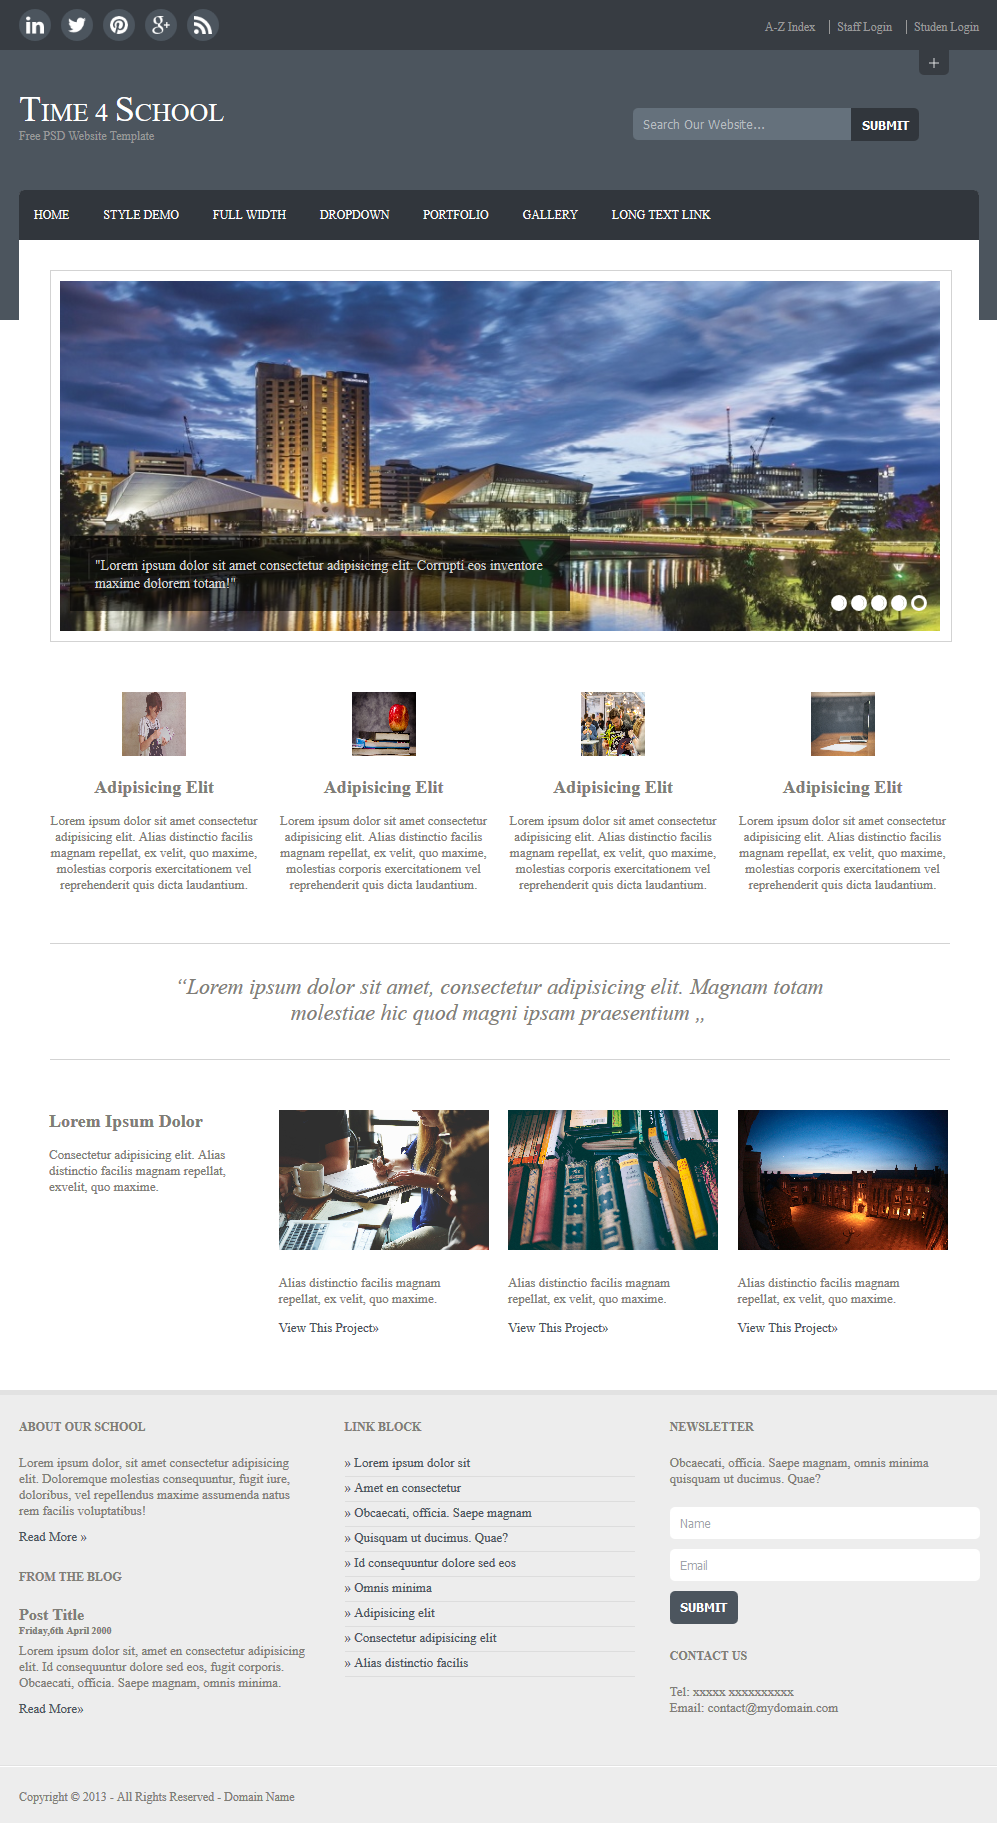 A-Z Index
Staff Login
Studen Login
+
Time 4 School
Free PSD Website Template
Search Our Website...
SUBMIT
HOME
STYLE DEMO
FULL WIDTH
DROPDOWN
PORTFOLIO
GALLERY
LONG TEXT LINK
"Lorem ipsum dolor sit amet consectetur adipisicing elit. Corrupti eos inventore
maxime dolorem totam!"
Adipisicing Elit
Lorem ipsum dolor sit amet consectetur
adipisicing elit. Alias distinctio facilis
magnam repellat, ex velit, quo maxime,
molestias corporis exercitationem vel
reprehenderit quis dicta laudantium.
Adipisicing Elit
Lorem ipsum dolor sit amet consectetur
adipisicing elit. Alias distinctio facilis
magnam repellat, ex velit, quo maxime,
molestias corporis exercitationem vel
reprehenderit quis dicta laudantium.
Adipisicing Elit
Lorem ipsum dolor sit amet consectetur
adipisicing elit. Alias distinctio facilis
magnam repellat, ex velit, quo maxime,
molestias corporis exercitationem vel
reprehenderit quis dicta laudantium.
Adipisicing Elit
Lorem ipsum dolor sit amet consectetur
adipisicing elit. Alias distinctio facilis
magnam repellat, ex velit, quo maxime,
molestias corporis exercitationem vel
reprehenderit quis dicta laudantium.
“Lorem ipsum dolor sit amet, consectetur adipisicing elit. Magnam totam
molestiae hic quod magni ipsam praesentium „
Lorem Ipsum Dolor
Consectetur adipisicing elit. Alias
distinctio facilis magnam repellat,
exvelit, quo maxime.
Alias distinctio facilis magnam
repellat, ex velit, quo maxime.
View This Project»
Alias distinctio facilis magnam
repellat, ex velit, quo maxime.
View This Project»
Alias distinctio facilis magnam
repellat, ex velit, quo maxime.
View This Project»
ABOUT OUR SCHOOL
Lorem ipsum dolor, sit amet consectetur adipisicing
elit. Doloremque molestias consequuntur, fugit iure,
doloribus, vel repellendus maxime assumenda natus
rem facilis voluptatibus!
Read More »
FROM THE BLOG
Post Title
Friday,6th April 2000
Lorem ipsum dolor sit, amet en consectetur adipisicing
elit. Id consequuntur dolore sed eos, fugit corporis.
Obcaecati, officia. Saepe magnam, omnis minima.
Read More»
LINK BLOCK
» Lorem ipsum dolor sit
» Amet en consectetur
» Obcaecati, officia. Saepe magnam
» Quisquam ut ducimus. Quae?
» Id consequuntur dolore sed eos
» Omnis minima
» Adipisicing elit
» Consectetur adipisicing elit
» Alias distinctio facilis
NEWSLETTER
Obcaecati, officia. Saepe magnam, omnis minima
quisquam ut ducimus. Quae?
Name
Email
SUBMIT
CONTACT US
Tel: xxxxx xxxxxxxxxx
Email: contact@mydomain.com
Copyright © 2013 - All Rights Reserved - Domain Name